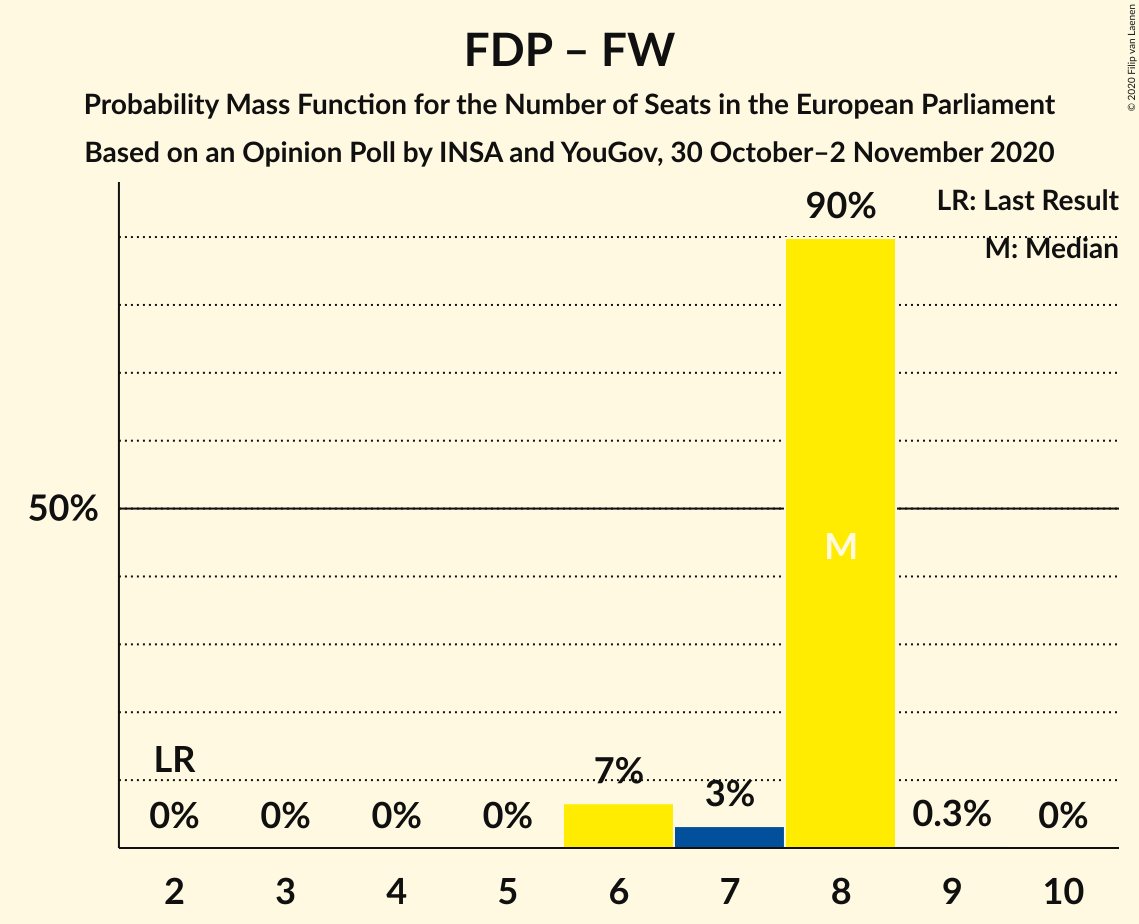 FDP – FW
Probability Mass Function for the Number of Seats in the European Parliament
Based on an Opinion Poll by INSA and YouGov, 30 October–2 November 2020
© 2020 Filip van Laenen
LR: Last Result
M: Median
90%
50%
M
LR
7%
3%
0% 0% 0% 0% 0.3% 0%
2 3 4 5 6 7 8 9 10